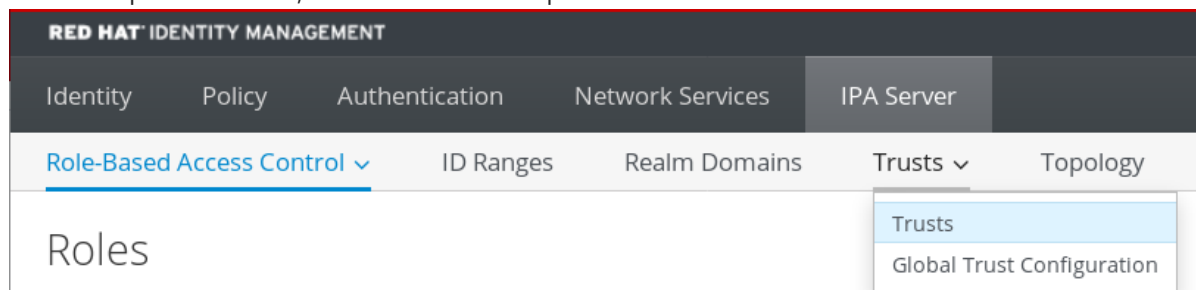 RED HAT® IDENTITY MANAGEMENT
Identity Policy Authentication Network Services IPA Server
Role-Based Access Control ID Ranges Realm Domains Trusts Topology
Trusts
Roles
Global Trust Configuration